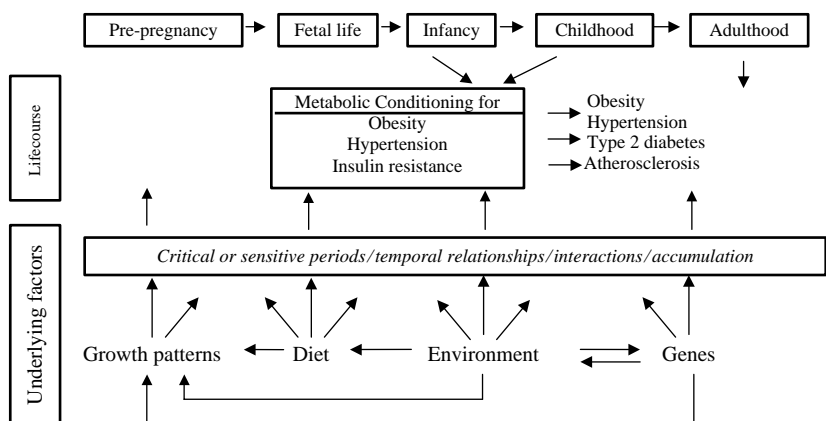 Pre-pregnancy Fetal life Infancy Childhood Adulthood
Lifecourse
Metabolic Conditioning for
Obesity
Hypertension
Insulin resistance
Obesity
Hypertension
Type 2 diabetes
Atherosclerosis
Underlying factors
Critical or sensitive periods/temporal relationships/interactions/accumulation
Growth patterns Diet Environment Genes